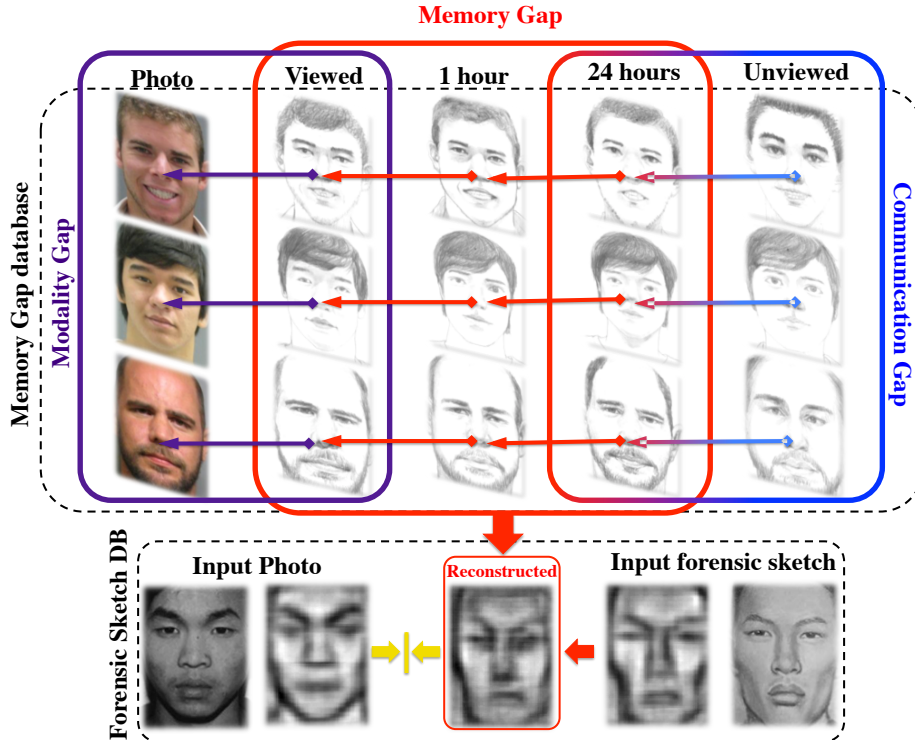 Memory Gap
Photo
Viewed
1 hour
24 hours
Unviewed
Memory Gap database
Modality Gap
Communication Gap
Forensic Sketch DB
Input Photo
Reconstructed
Input forensic sketch